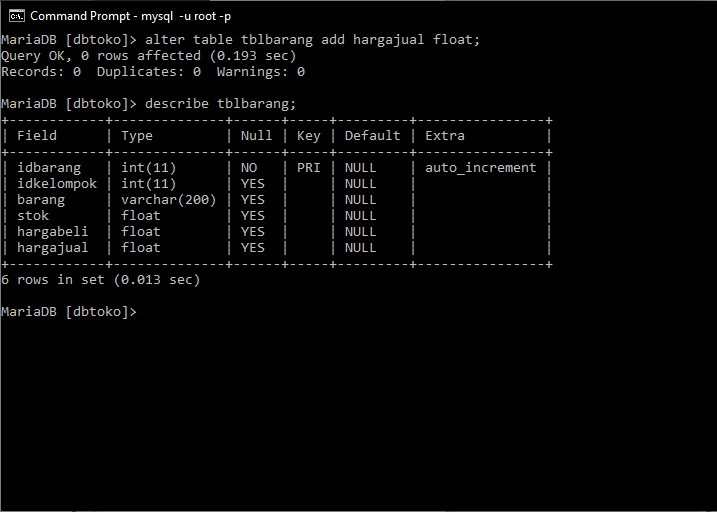 Command Prompt - mysql  -u root -p
MariaDB [dbtoko]> alter table tblbarang add hargajual float;
Query OK, 0 rows affected (0.193 sec)
Records: 0  Duplicates: 0  Warnings: 0
MariaDB [dbtoko]> describe tblbarang;
+------------+--------------+------+-----+---------+----------------+
| Field      | Type         | Null | Key | Default | Extra          |
+------------+--------------+------+-----+---------+----------------+
| idbarang   | int(11)      | NO   | PRI | NULL    | auto_increment |
| idkelompok | int(11)      | YES  |     | NULL    |                |
| barang     | varchar(200) | YES  |     | NULL    |                |
| stok       | float        | YES  |     | NULL    |                |
| hargabeli  | float        | YES  |     | NULL    |                |
| hargajual  | float        | YES  |     | NULL    |                |
+------------+--------------+------+-----+---------+----------------+
6 rows in set (0.013 sec)
MariaDB [dbtoko]>